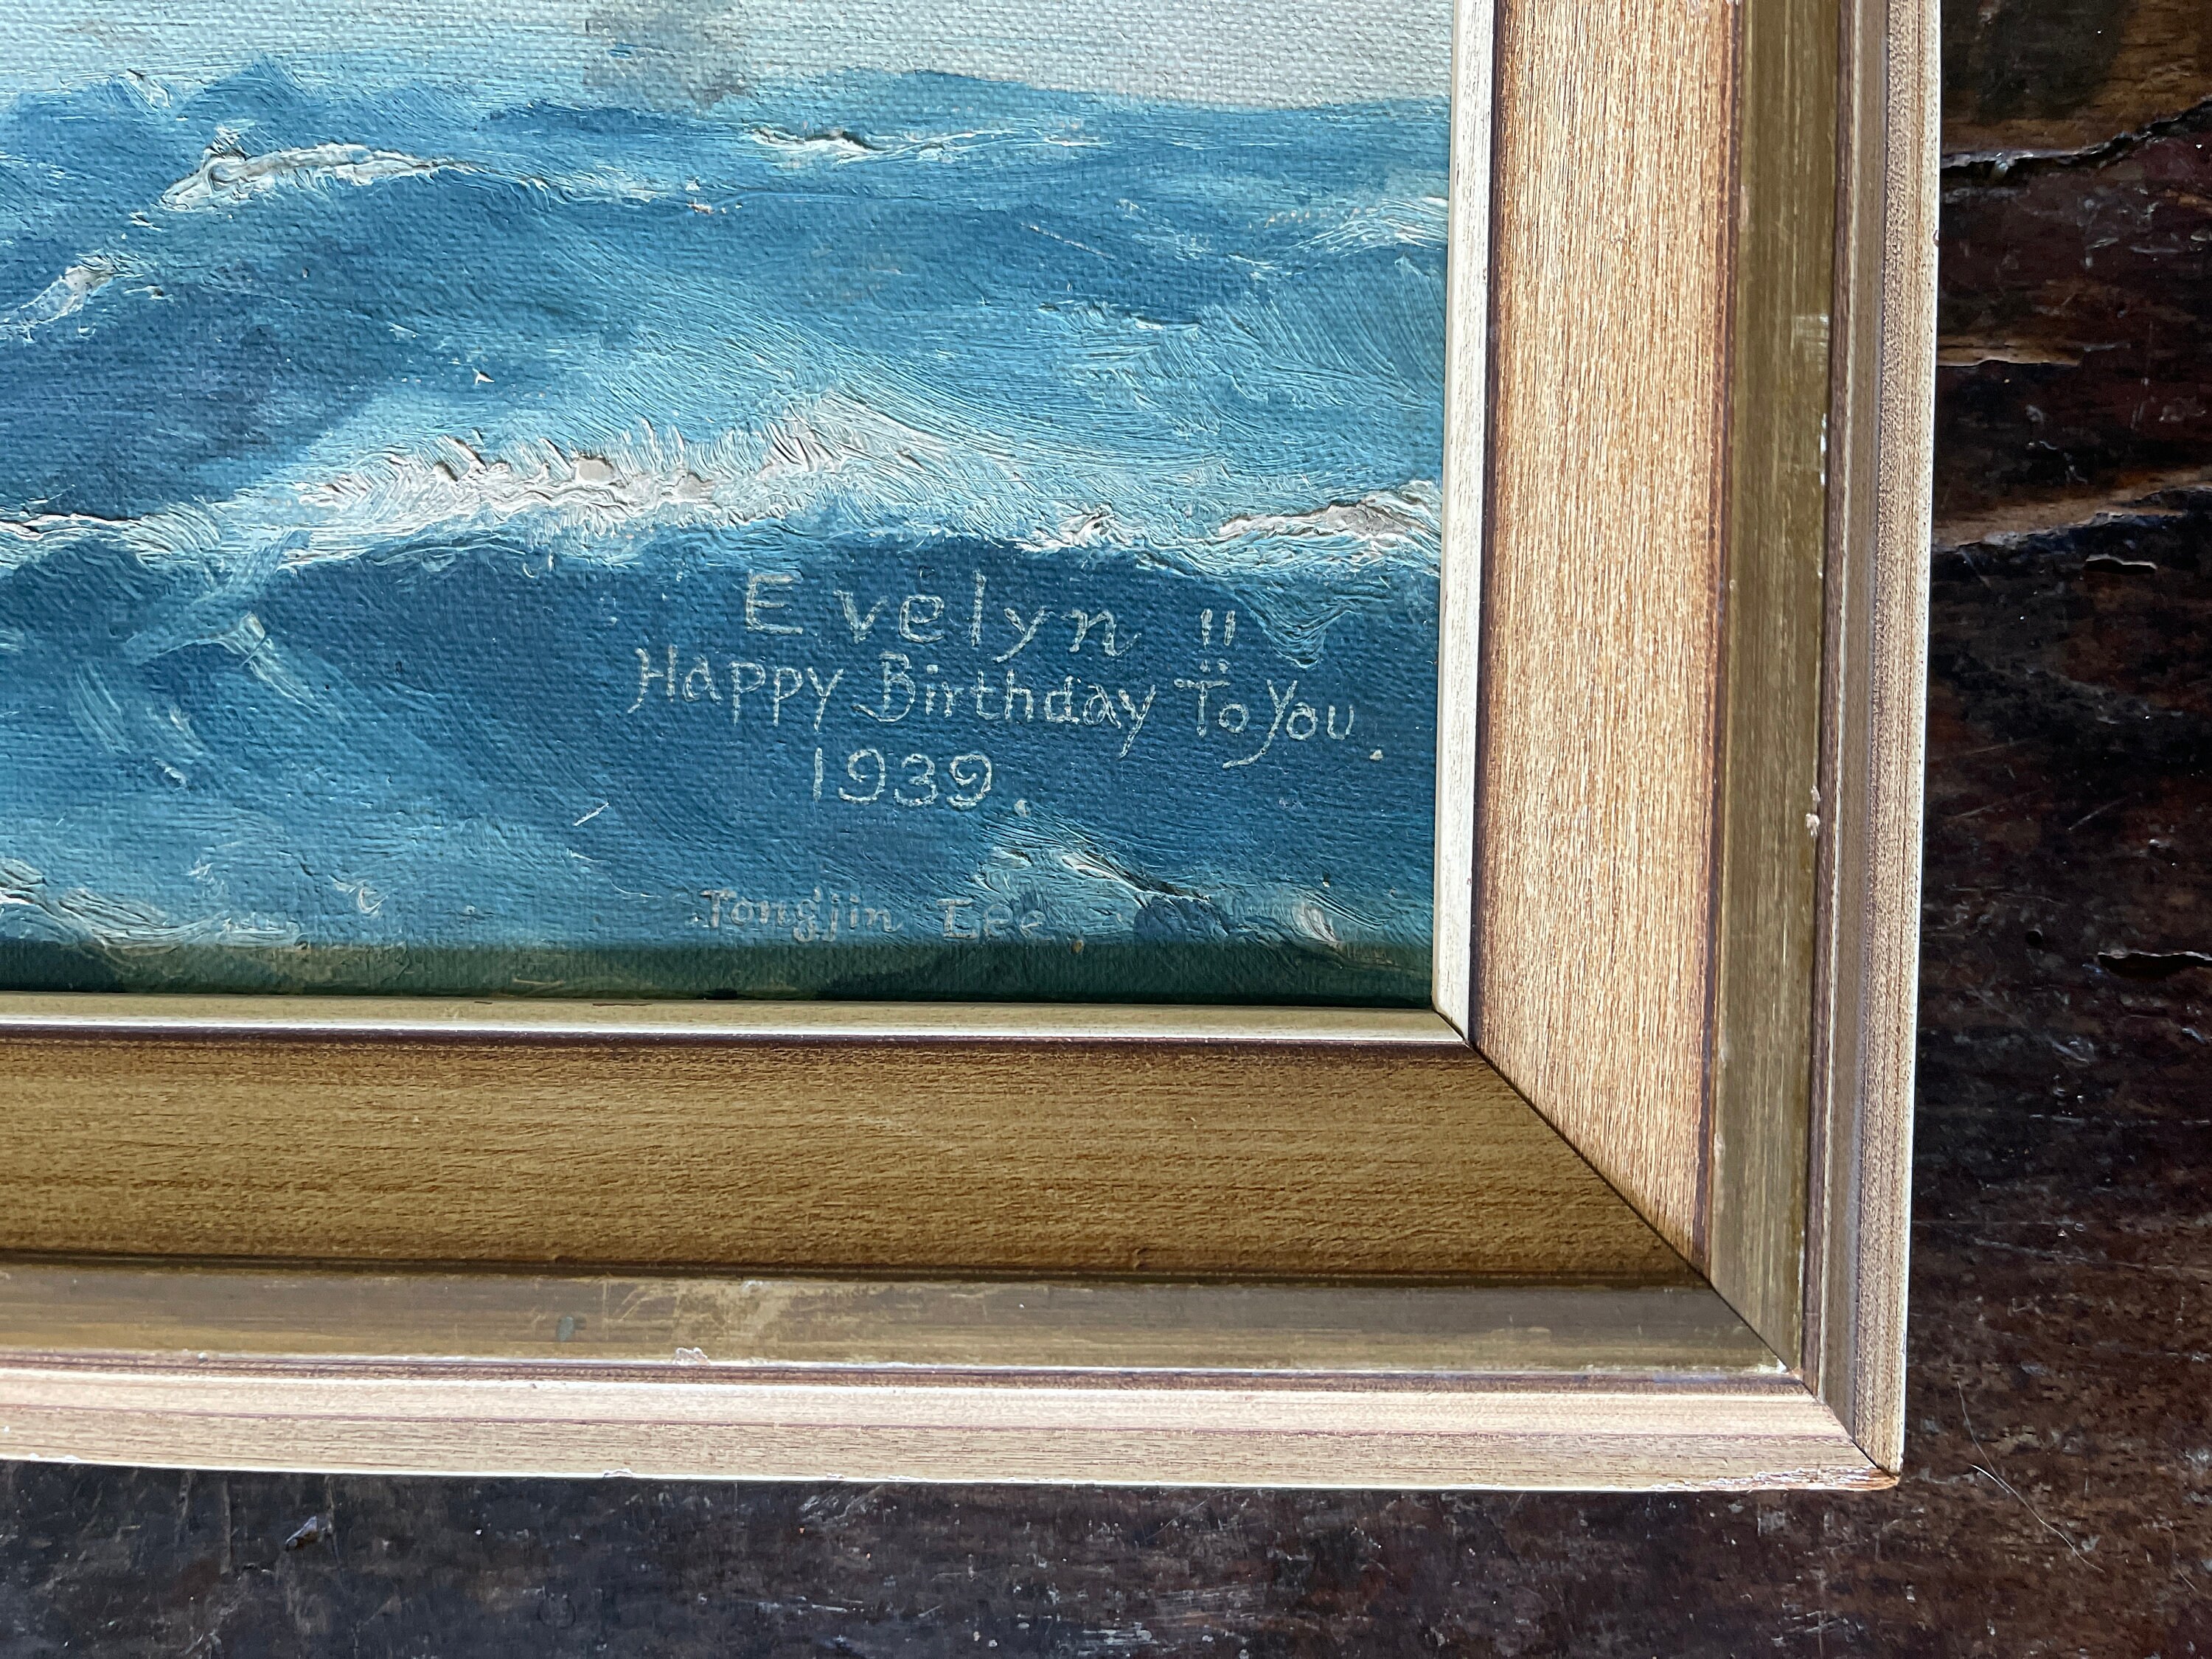 Evelyn !!
Happy Birthday To You.
1939.
Tongjin Lee.